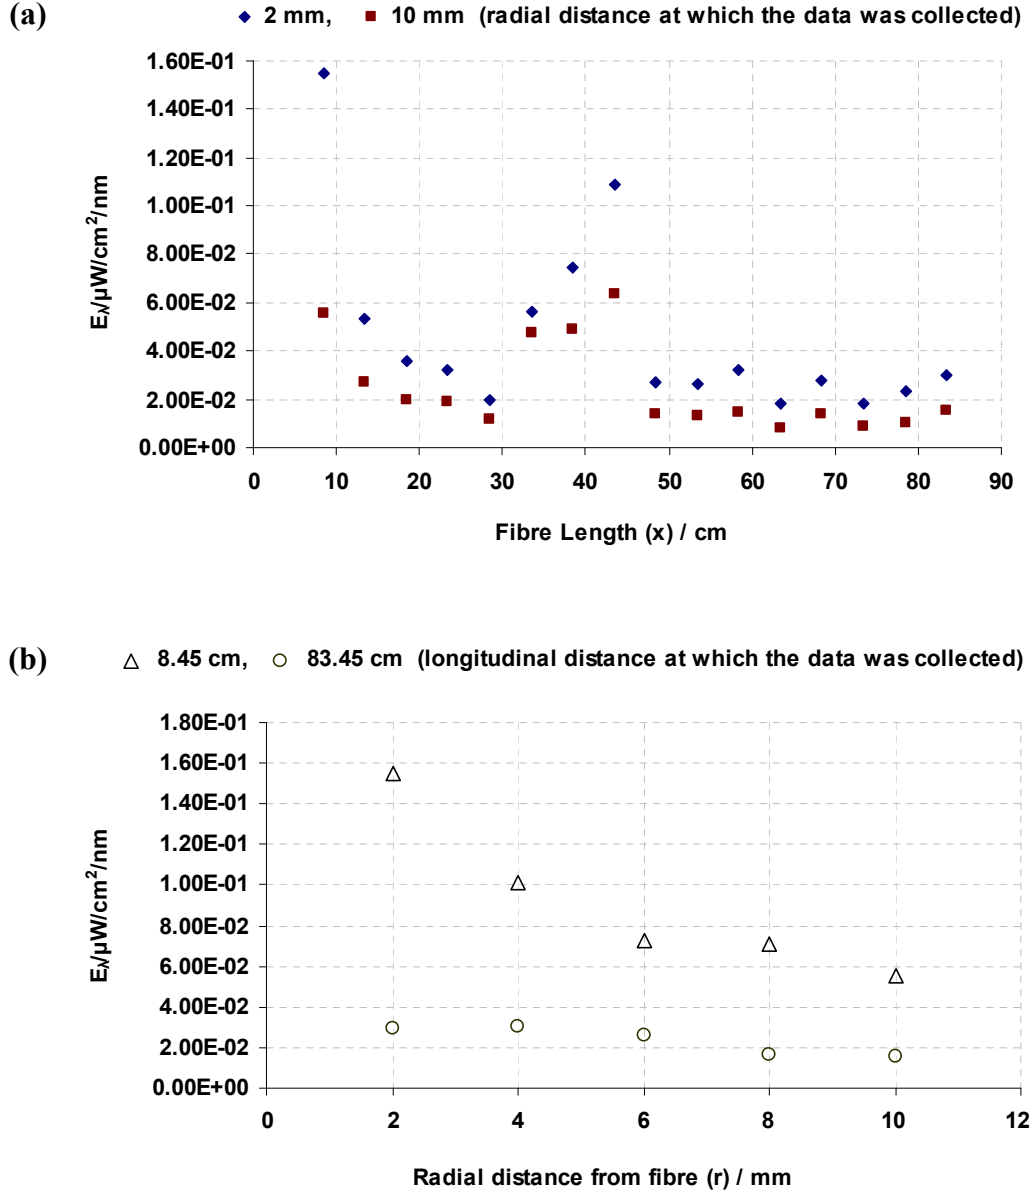 (a)
2 mm, 10 mm (radial distance at which the data was collected)
1.60E-01
1.40E-01
1.20E-01
1.00E-01
8.00E-02
6.00E-02
4.00E-02
2.00E-02
0.00E+00
E𝜆/µW/cm²/nm
0 10 20 30 40 50 60 70 80 90
Fibre Length (x) / cm
(b)
8.45 cm, 83.45 cm (longitudinal distance at which the data was collected)
1.80E-01
1.60E-01
1.40E-01
1.20E-01
1.00E-01
8.00E-02
6.00E-02
4.00E-02
2.00E-02
0.00E+00
E𝜆/µW/cm²/nm
0 2 4 6 8 10 12
Radial distance from fibre (r) / mm